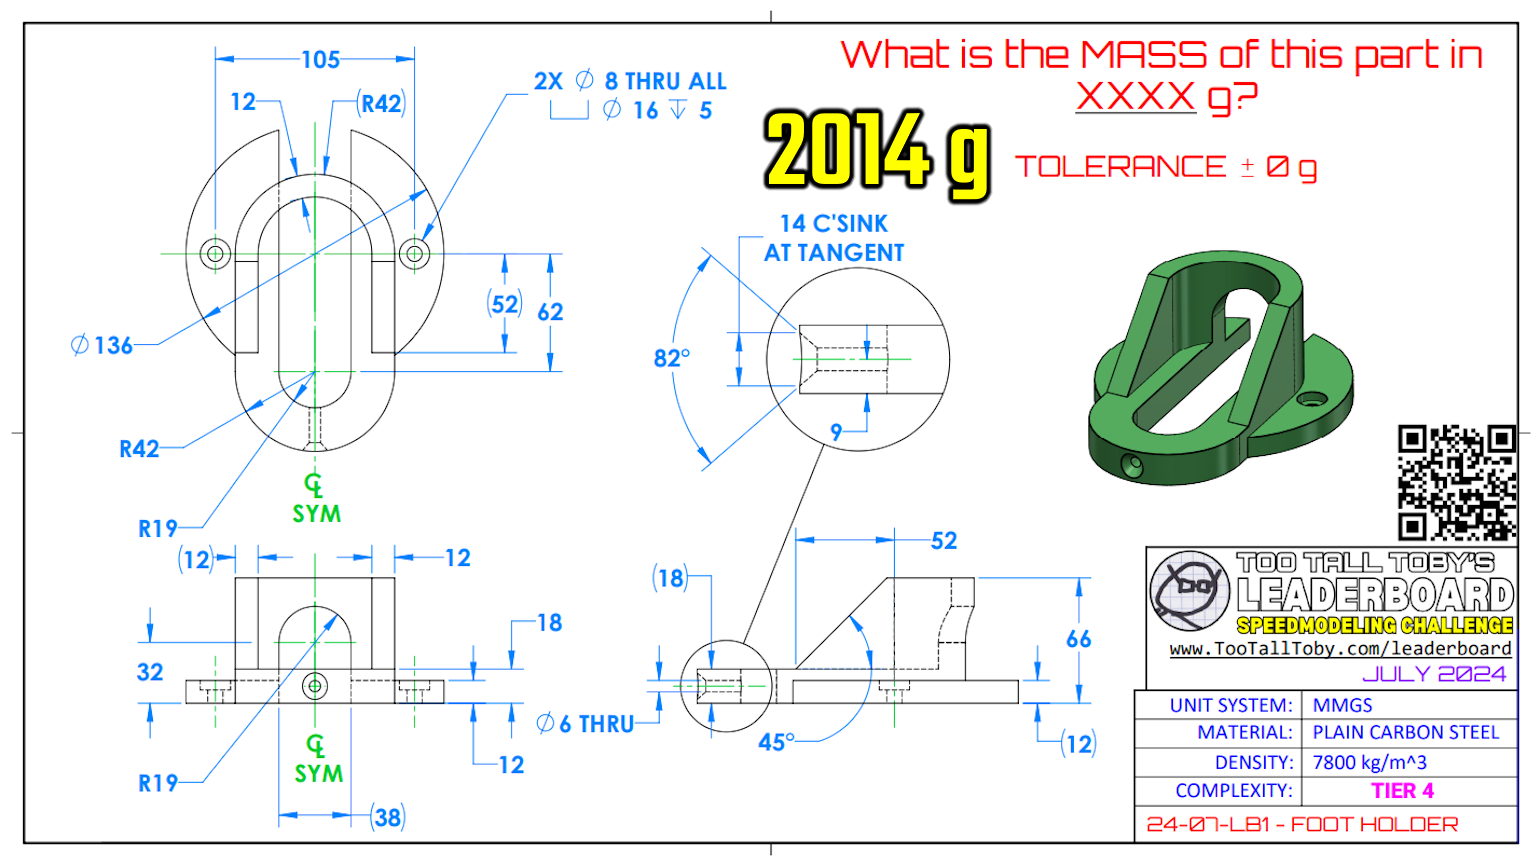 What is the MASS of this part in
XXXX g?
2014 g
TOLERANCE ± 0 g
105
12
(R42)
2X ∅ 8 THRU ALL
⌴ ∅ 16 ↧ 5
(52)
62
∅ 136
R42
R19
℄
SYM
14 C'SINK
AT TANGENT
82°
9
(12)
12
18
32
R19
℄
SYM
12
(38)
52
(18)
66
∅ 6 THRU
45°
(12)
TOO TALL TOBY'S
LEADERBOARD
SPEEDMODELING CHALLENGE
www.TooTallToby.com/leaderboard
JULY 2024
UNIT SYSTEM: MMGS
MATERIAL: PLAIN CARBON STEEL
DENSITY: 7800 kg/m^3
COMPLEXITY: TIER 4
24-07-LB1 - FOOT HOLDER